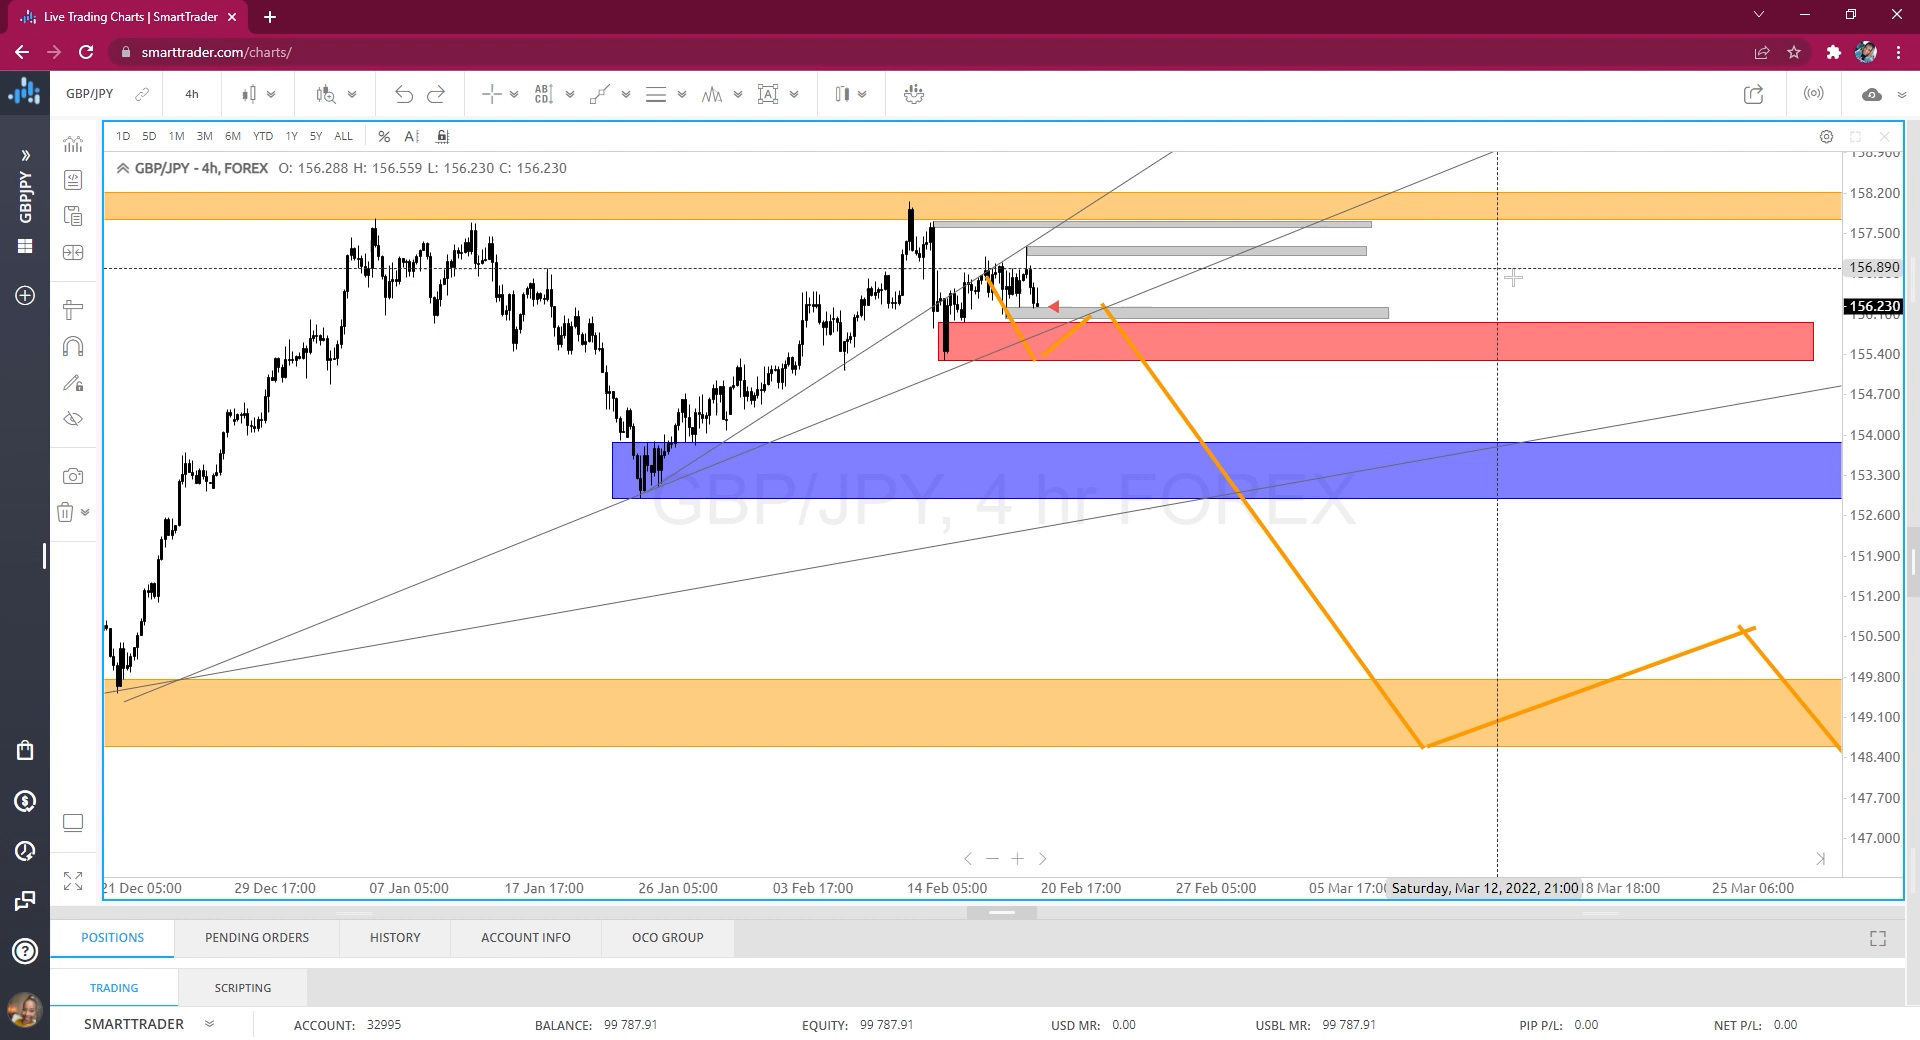 Live Trading Charts | SmartTrader
smarttrader.com/charts/
GBP/JPY 4h
AB
CD
A
1D 5D 1M 3M 6M YTD 1Y 5Y ALL % A
GBP/JPY - 4h, FOREX O: 156.288 H: 156.559 L: 156.230 C: 156.230
GBPJPY
158.900
158.200
157.500
156.890
156.230
156.100
155.400
154.700
154.000
153.300
152.600
151.900
151.200
150.500
149.800
149.100
148.400
147.700
147.000
GBP/JPY, 4 hr FOREX
21 Dec 05:00 29 Dec 17:00 07 Jan 05:00 17 Jan 17:00 26 Jan 05:00 03 Feb 17:00 14 Feb 05:00 20 Feb 17:00 27 Feb 05:00 05 Mar 17:00 Saturday, Mar 12, 2022, 21:00 18 Mar 18:00 25 Mar 06:00
POSITIONS PENDING ORDERS HISTORY ACCOUNT INFO OCO GROUP
TRADING SCRIPTING
SMARTTRADER ACCOUNT: 32995 BALANCE: 99 787.91 EQUITY: 99 787.91 USD MR: 0.00 USBL MR: 99 787.91 PIP P/L: 0.00 NET P/L: 0.00